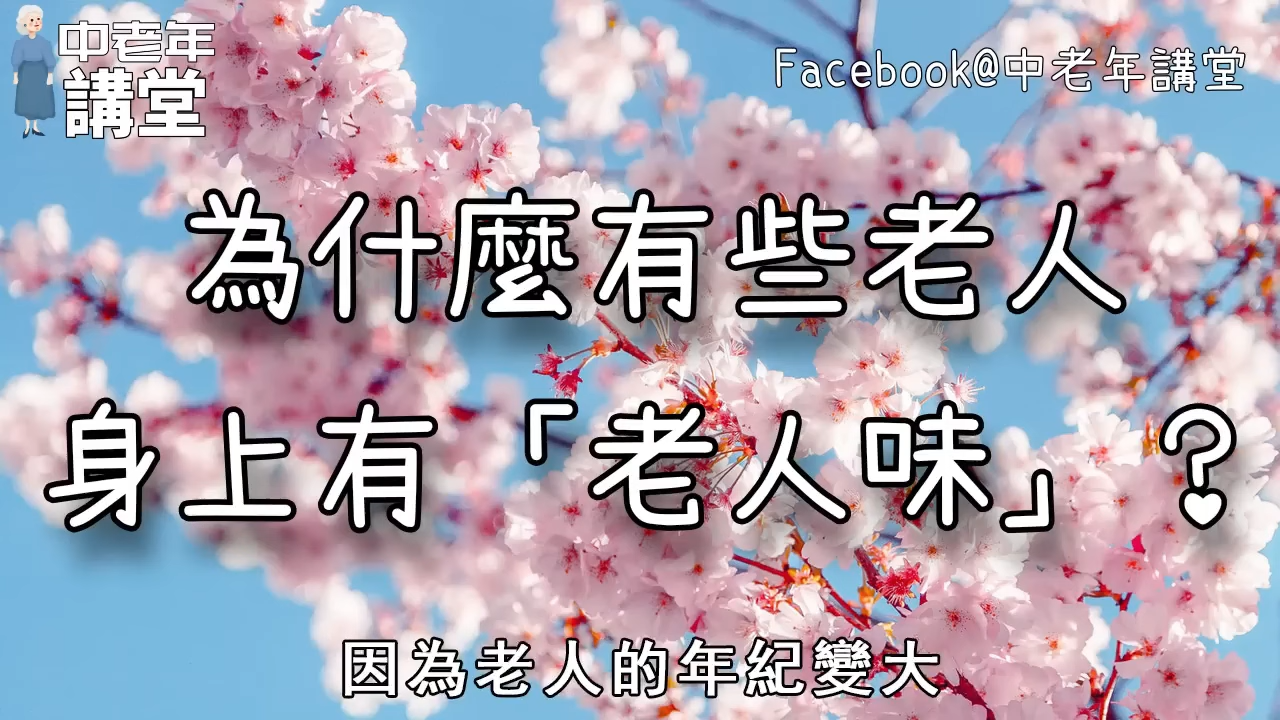 中老年
講堂
Facebook@中老年講堂
為什麼有些老人
身上有「老人味」?
因為老人的年紀變大